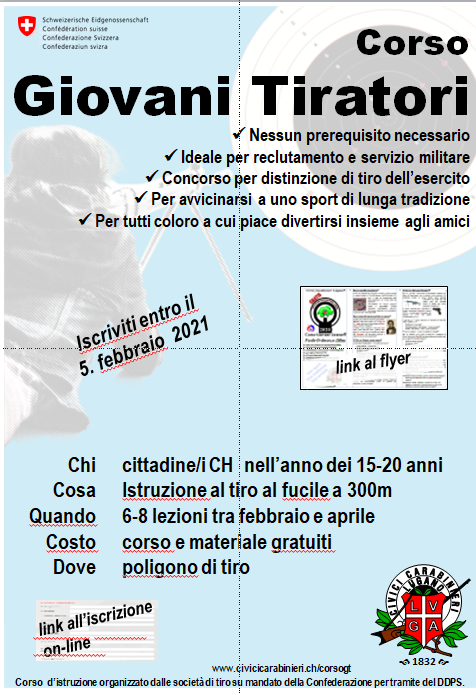 Schweizerische Eidgenossenschaft
Confédération suisse
Confederazione Svizzera
Confederaziun svizra
Corso
Giovani Tiratori
✓ Nessun prerequisito necessario
✓ Ideale per reclutamento e servizio militare
✓ Concorso per distinzione di tiro dell'esercito
✓ Per avvicinarsi a uno sport di lunga tradizione
✓ Per tutti coloro a cui piace divertirsi insieme agli amici
Iscriviti entro il
5. febbraio 2021
link al flyer
Chi cittadine/i CH nell'anno dei 15-20 anni
Cosa Istruzione al tiro al fucile a 300m
Quando 6-8 lezioni tra febbraio e aprile
Costo corso e materiale gratuiti
Dove poligono di tiro
link all'iscrizione
on-line
CIVICI CARABINIERI
LUGANO
LVGA
1832
www.civicicarabinieri.ch/corsogt
Corso d'istruzione organizzato dalle società di tiro su mandato della Confederazione per tramite del DDPS.